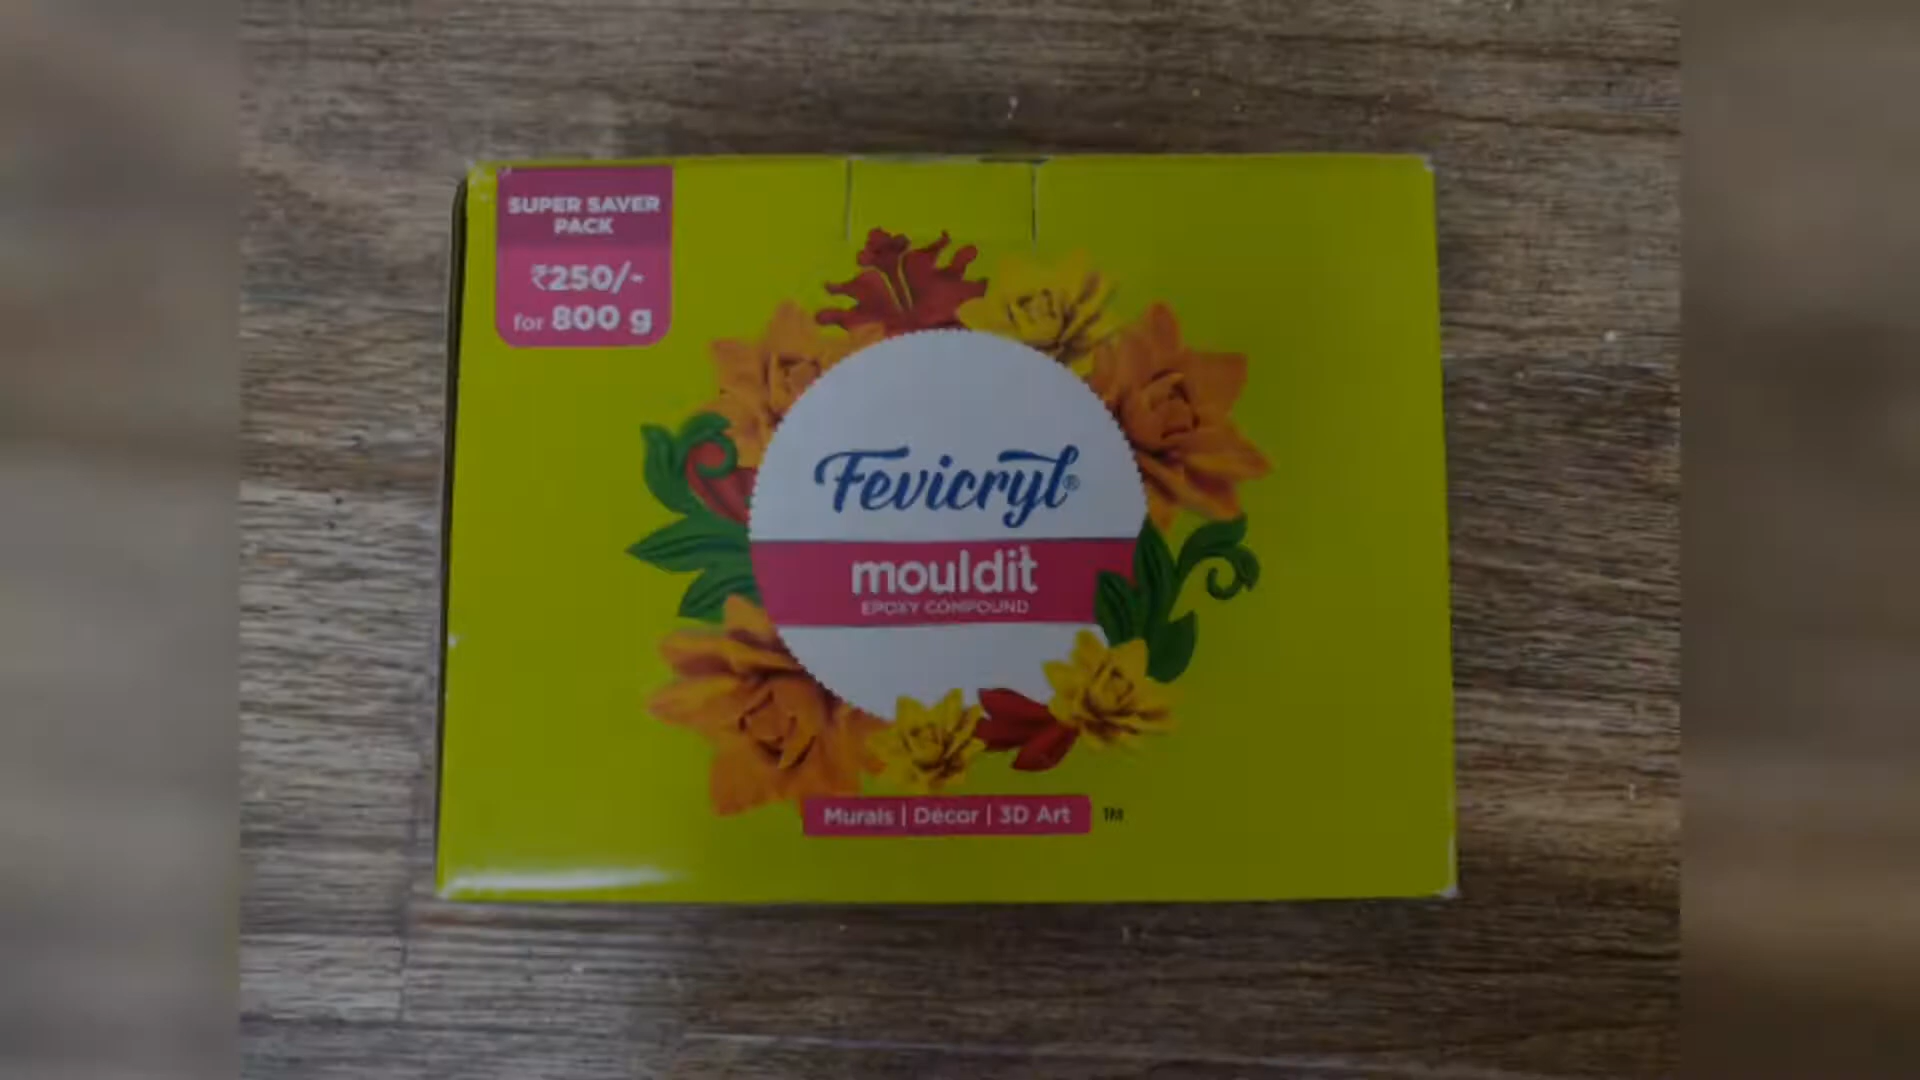 SUPER SAVER
PACK
₹250/-
for 800 g
Fevicryl®
mouldit
EPOXY COMPOUND
Murals | Décor | 3D Art ™